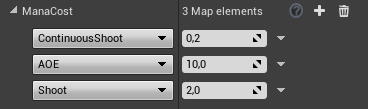 ManaCost 3 Map elements
ContinuousShoot 0,2
AOE 10,0
Shoot 2,0